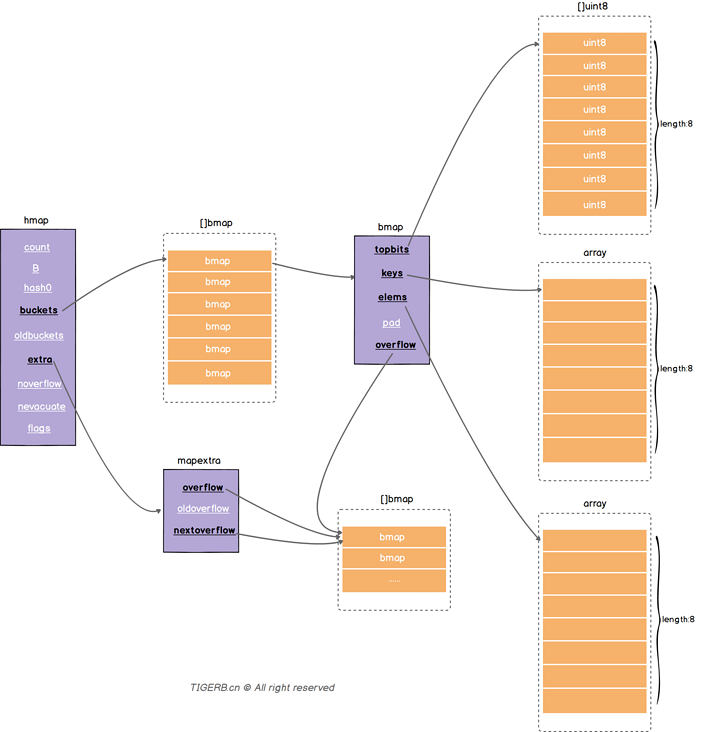 []uint8
uint8
uint8
uint8
uint8
uint8
uint8
uint8
uint8
length:8
hmap
count
B
hash0
buckets
oldbuckets
extra
noverflow
nevacuate
flags
[]bmap
bmap
bmap
bmap
bmap
bmap
bmap
bmap
topbits
keys
elems
pad
overflow
array
length:8
mapextra
overflow
oldoverflow
nextoverflow
[]bmap
bmap
bmap
......
array
length:8
TIGERB.cn © All right reserved